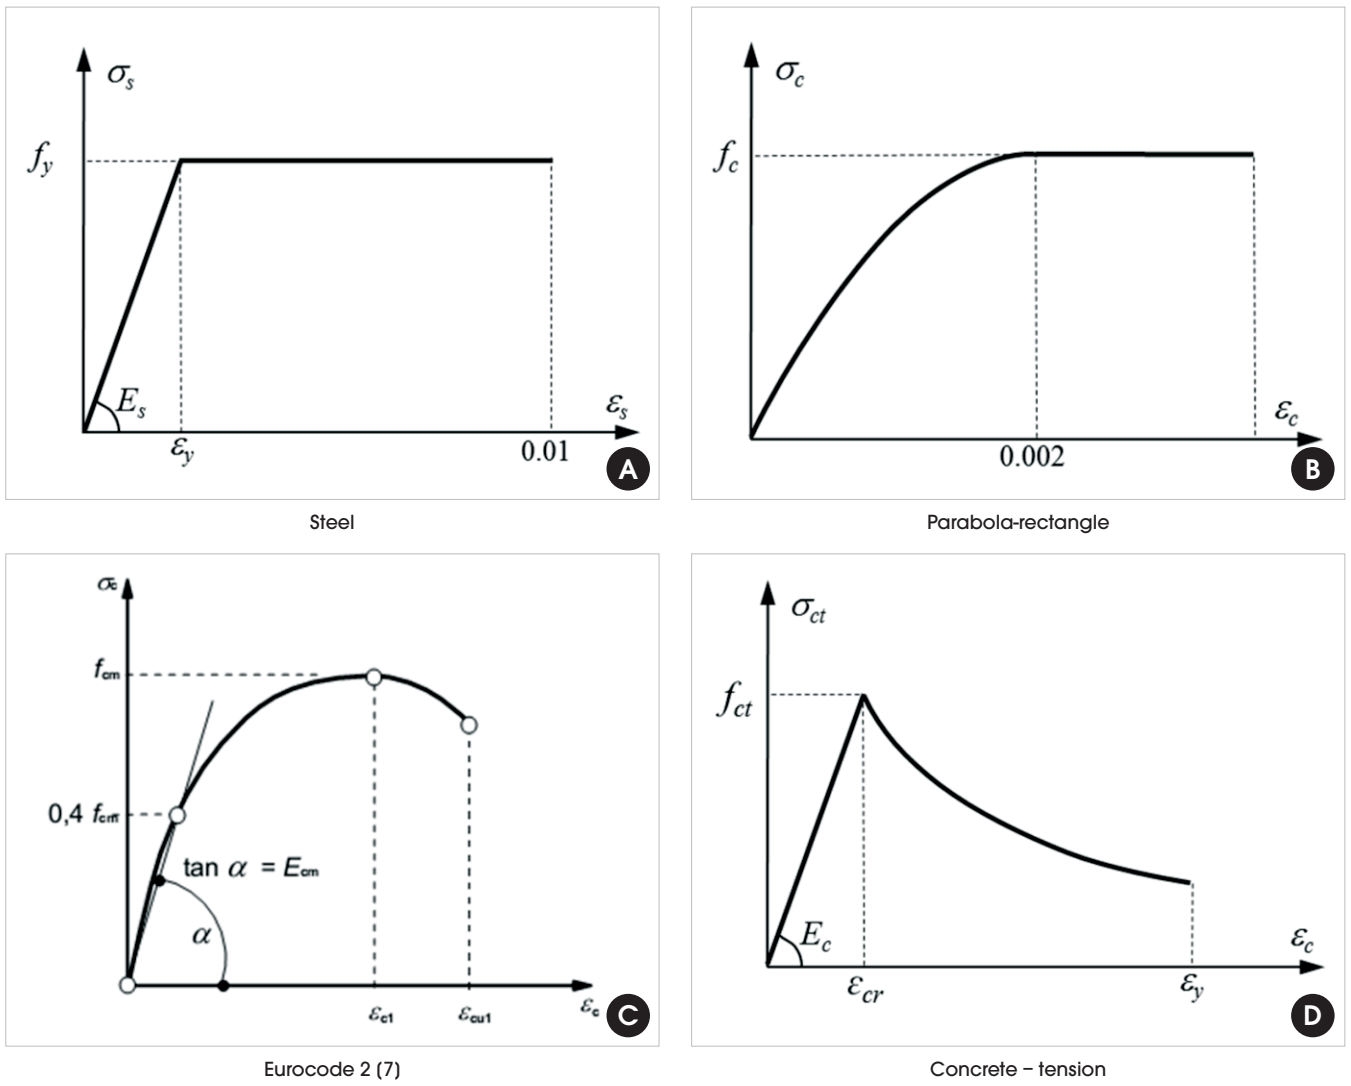 σs
fy
Es
εs
εy
0.01
A
Steel
σc
fc
εc
0.002
B
Parabola-rectangle
σc
fcm
0,4 fcm
tan α = Ecm
α
εc1
εcu1
εc
C
Eurocode 2 (7)
σct
fct
Ec
εc
εcr
εy
D
Concrete – tension